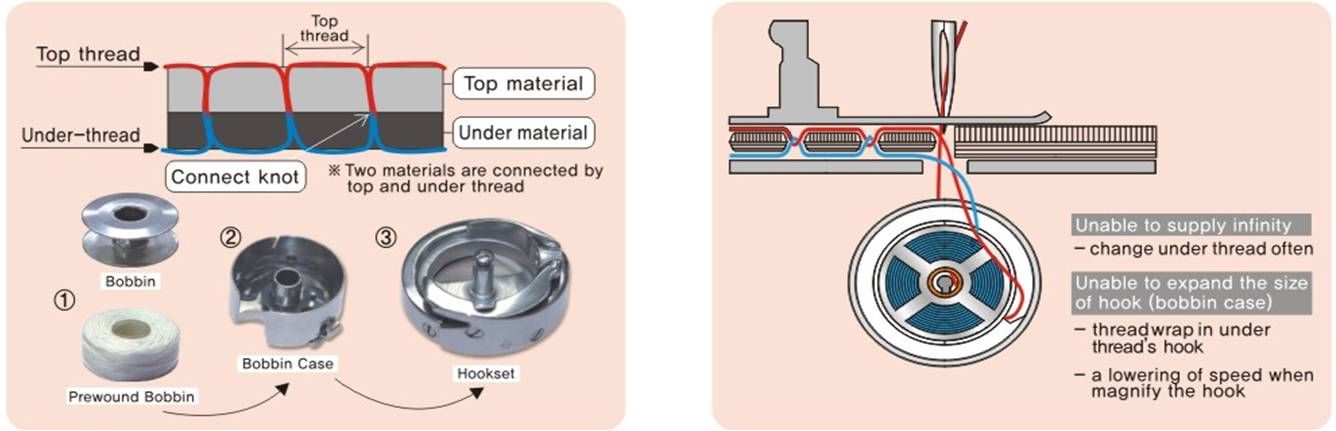 Top
thread
Top thread
Top material
Under-thread
Under material
Connect knot
※ Two materials are connected by
top and under thread
①
Bobbin
Prewound Bobbin
②
Bobbin Case
③
Hookset
Unable to supply infinity
- change under thread often
Unable to expand the size
of hook (bobbin case)
- thread wrap in under
thread's hook
- a lowering of speed when
magnify the hook